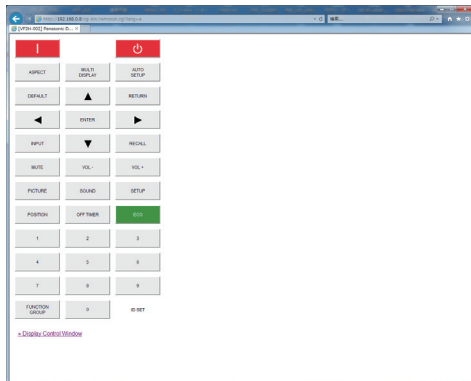 [VF2H-002] Panasonic D...
ASPECT
MULTI
DISPLAY
AUTO
SETUP
DEFAULT
RETURN
ENTER
INPUT
RECALL
MUTE
VOL -
VOL +
PICTURE
SOUND
SETUP
POSITION
OFF TIMER
ECO
1
2
3
4
5
6
7
8
9
FUNCTION
GROUP
0
ID SET
« Display Control Window